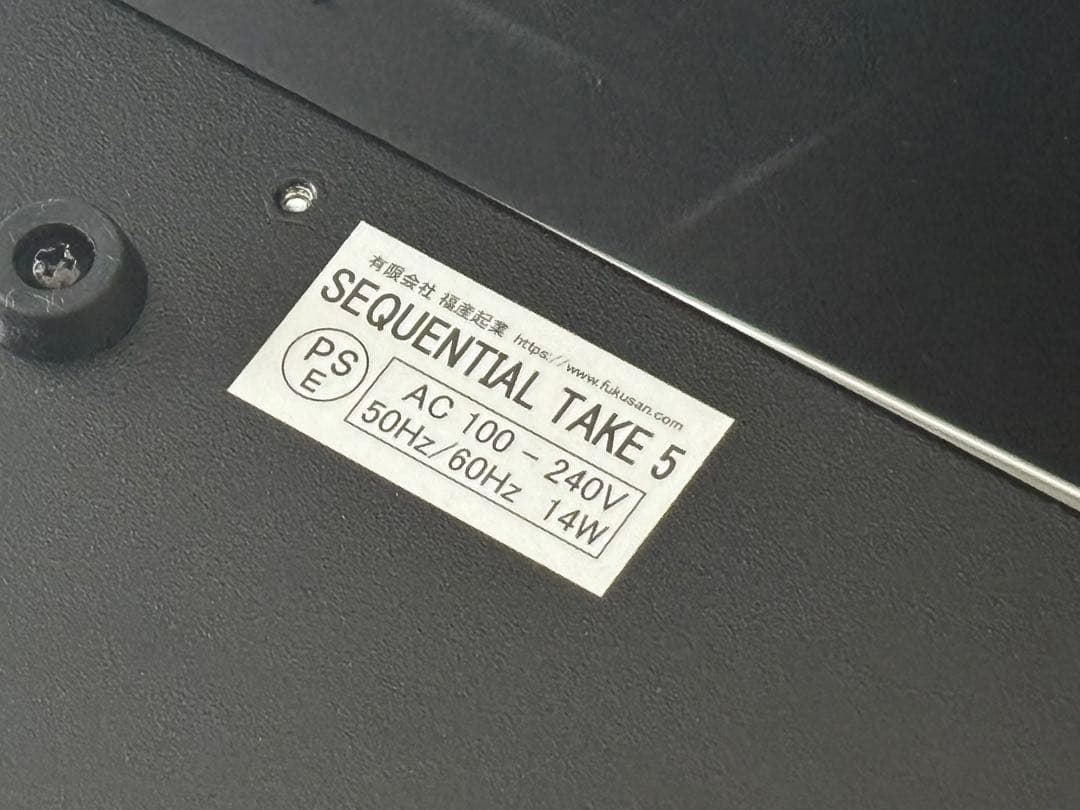 有限会社 福産起業 https://www.fukusan.com
SEQUENTIAL TAKE 5
PS
E
AC 100 - 240V
50Hz/60Hz 14W